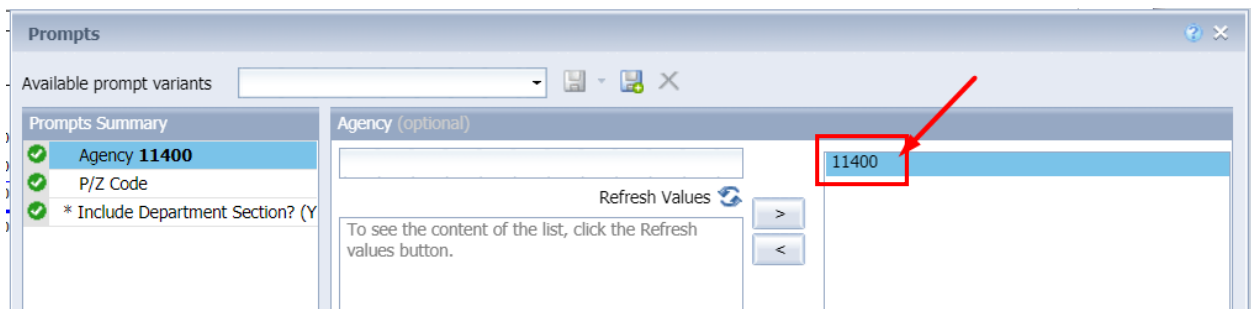 Prompts
Available prompt variants
Prompts Summary
Agency 11400
P/Z Code
* Include Department Section? (Y
Agency (optional)
Refresh Values
To see the content of the list, click the Refresh
values button.
>
<
11400